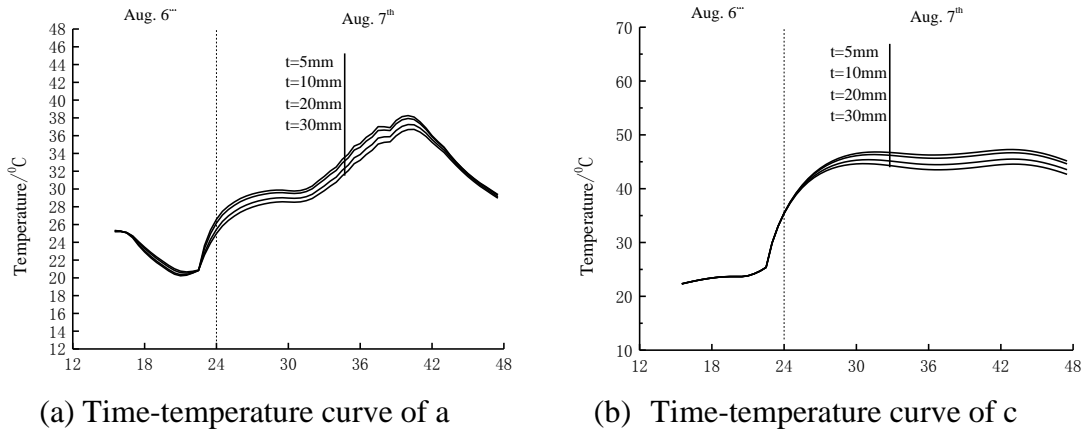 Aug. 6
Aug. 7th
48
46
44
42
40
38
36
34
32
30
28
26
24
22
20
18
16
14
12
Temperature/⁰C
t=5mm
t=10mm
t=20mm
t=30mm
12 18 24 30 36 42 48
(a) Time-temperature curve of a
Aug. 6
Aug. 7th
70
60
50
40
30
20
10
Temperature/⁰C
t=5mm
t=10mm
t=20mm
t=30mm
12 18 24 30 36 42 48
(b) Time-temperature curve of c